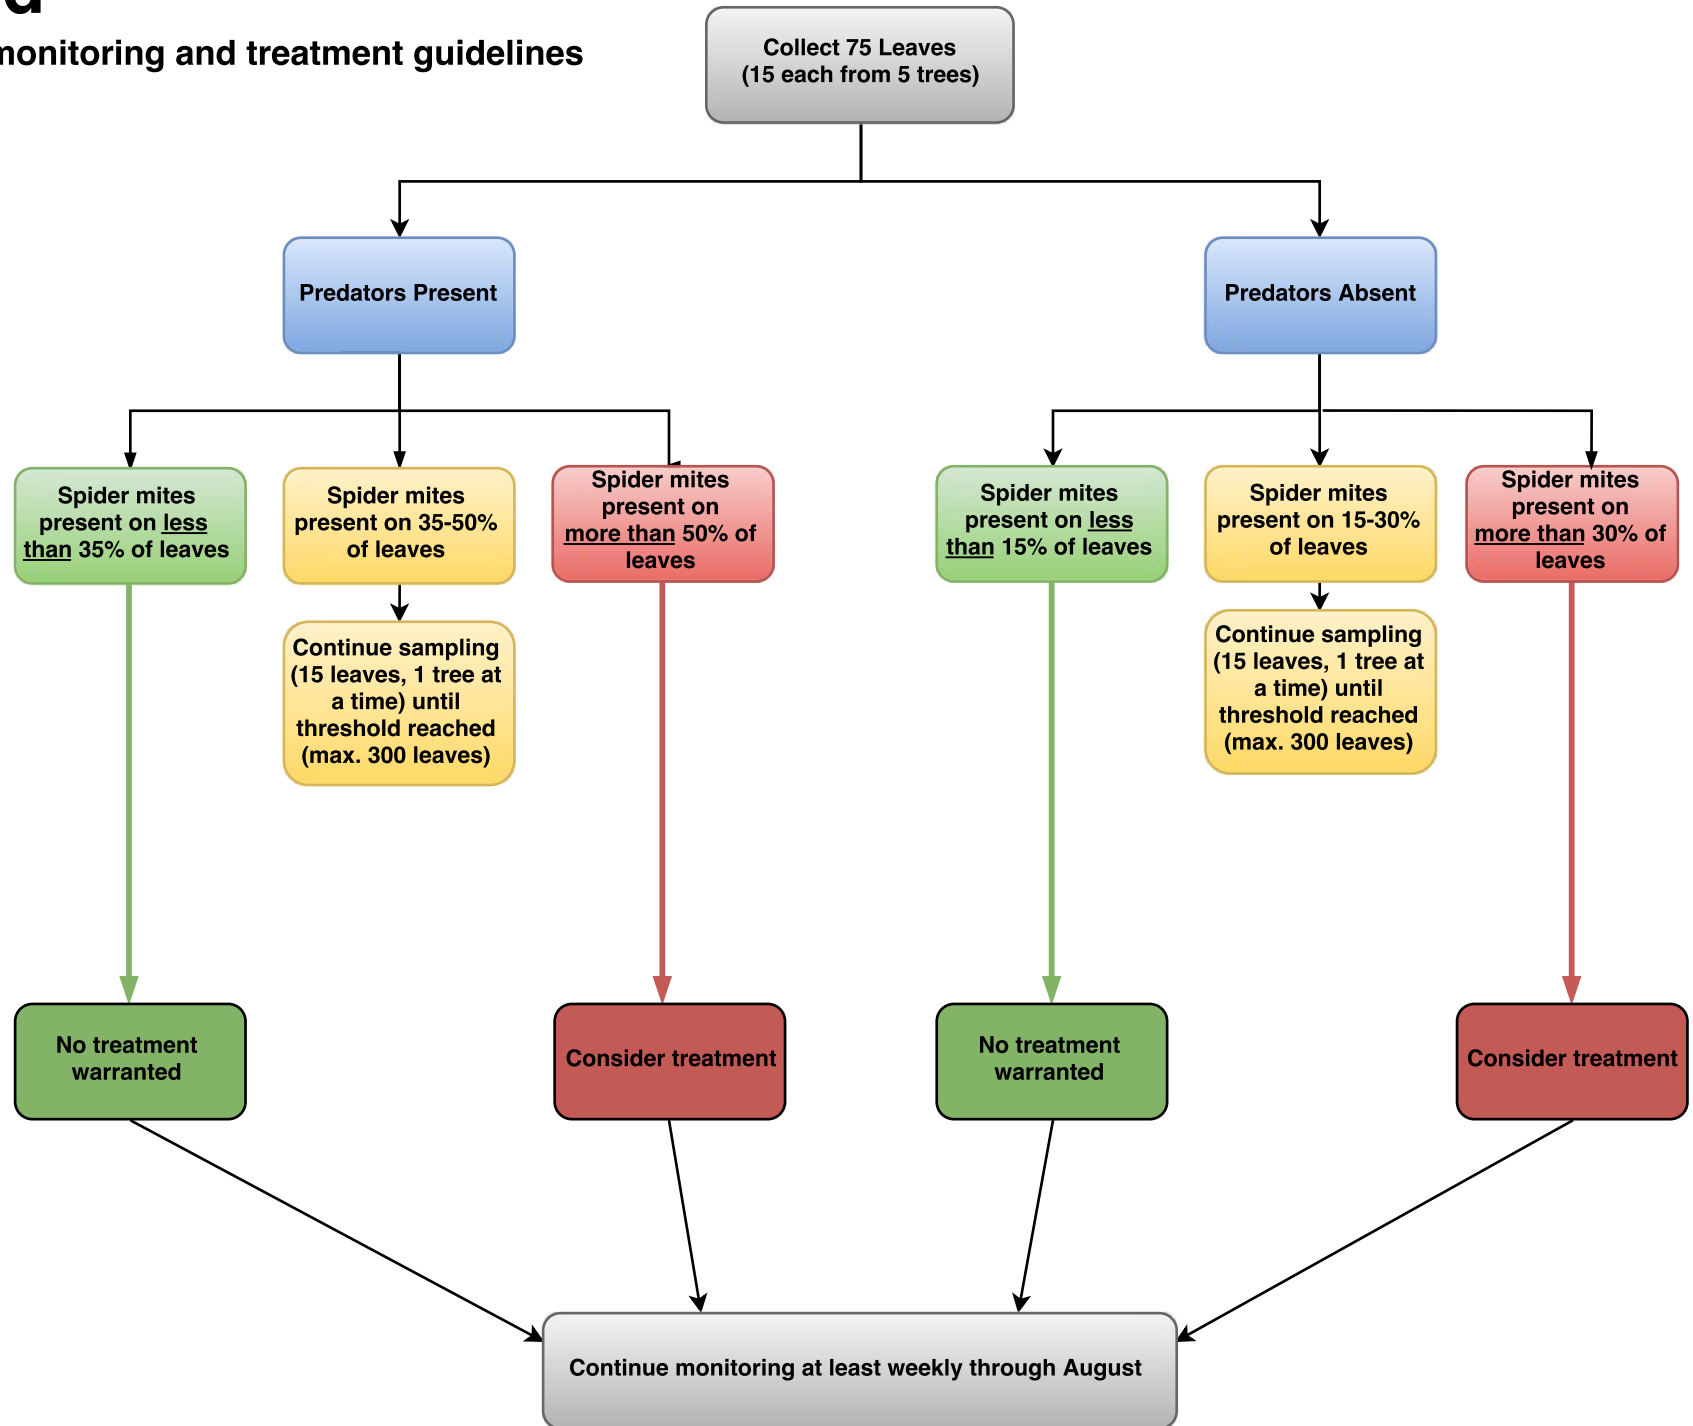 monitoring and treatment guidelines
Collect 75 Leaves
(15 each from 5 trees)
Predators Present
Predators Absent
Spider mites
present on less
than 35% of leaves
Spider mites
present on 35-50%
of leaves
Spider mites
present on
more than 50% of
leaves
Spider mites
present on less
than 15% of leaves
Spider mites
present on 15-30%
of leaves
Spider mites
present on
more than 30% of
leaves
Continue sampling
(15 leaves, 1 tree at
a time) until
threshold reached
(max. 300 leaves)
Continue sampling
(15 leaves, 1 tree at
a time) until
threshold reached
(max. 300 leaves)
No treatment
warranted
Consider treatment
No treatment
warranted
Consider treatment
Continue monitoring at least weekly through August